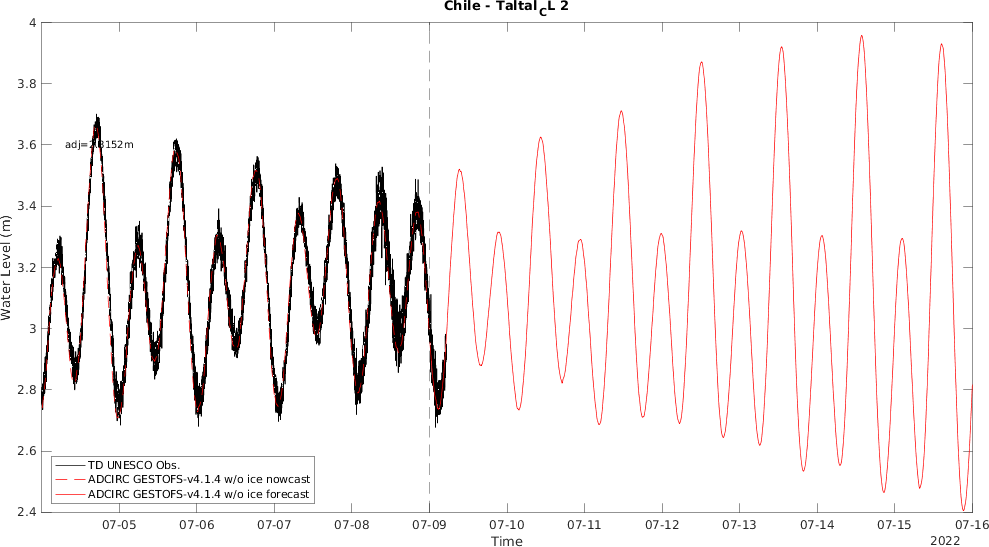 Chile - Taltal_CL 2
Water Level (m)
4
3.8
3.6
3.4
3.2
3
2.8
2.6
2.4
TD UNESCO Obs.
ADCIRC GESTOFS-v4.1.4 w/o ice nowcast
ADCIRC GESTOFS-v4.1.4 w/o ice forecast
07-05 07-06 07-07 07-08 07-09 07-10 07-11 07-12 07-13 07-14 07-15 07-16
Time
2022